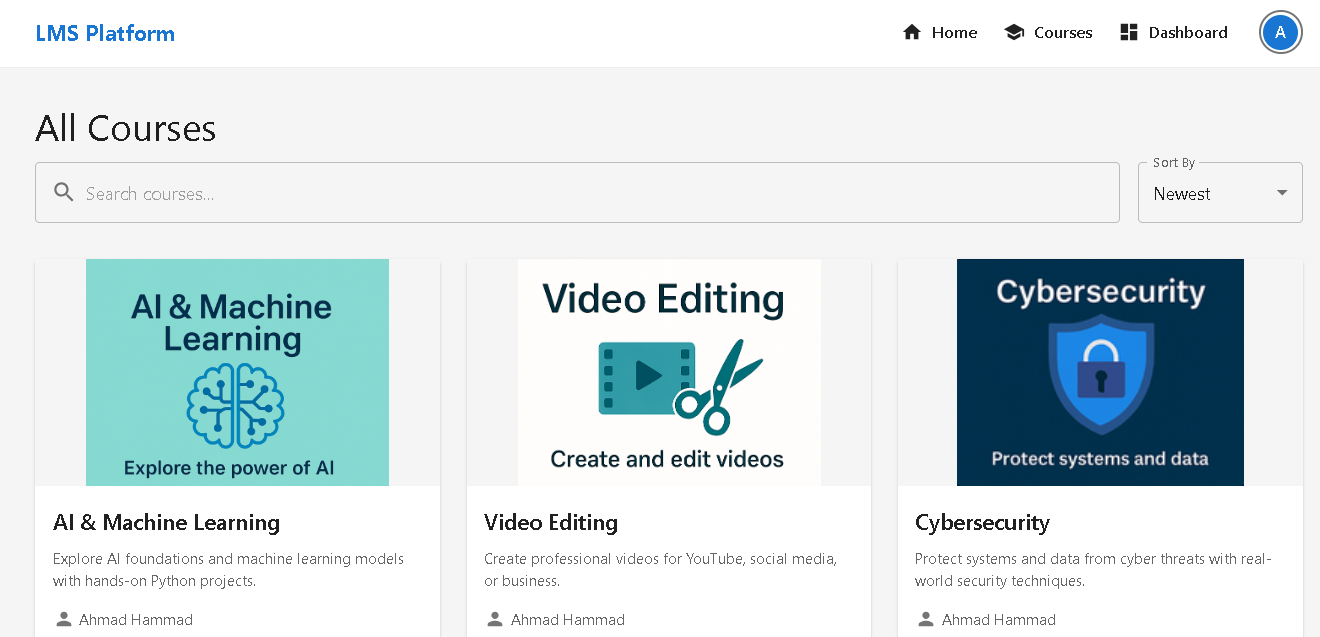 LMS Platform
Home
Courses
Dashboard
A
All Courses
Search courses...
Sort By
Newest
AI & Machine
Learning
Explore the power of AI
Video Editing
Create and edit videos
Cybersecurity
Protect systems and data
AI & Machine Learning
Explore AI foundations and machine learning models
with hands-on Python projects.
Ahmad Hammad
Video Editing
Create professional videos for YouTube, social media,
or business.
Ahmad Hammad
Cybersecurity
Protect systems and data from cyber threats with real-
world security techniques.
Ahmad Hammad